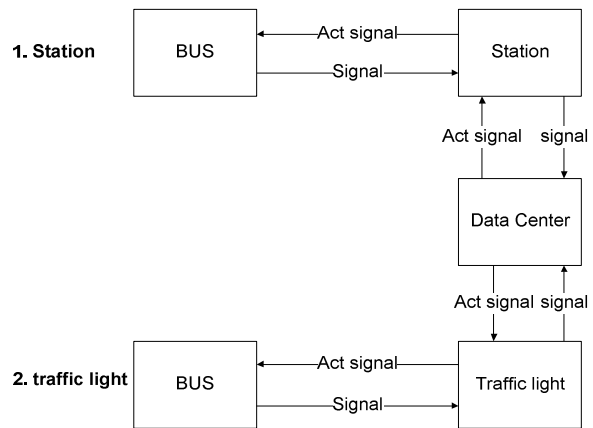 Act signal
1. Station
BUS
Station
Signal
Act signal
signal
Data Center
Act signal
signal
Act signal
2. traffic light
BUS
Traffic light
Signal